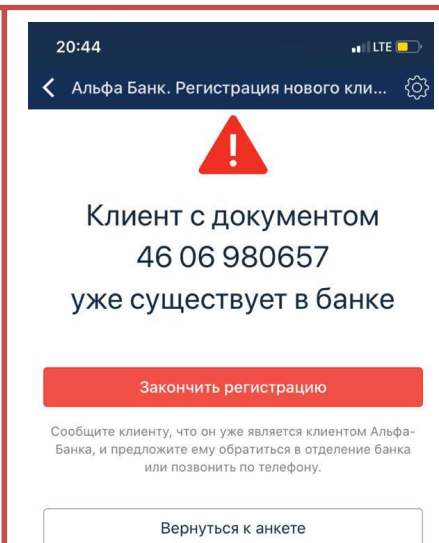 20:44
LTE
Альфа Банк. Регистрация нового кли...
Клиент с документом
46 06 980657
уже существует в банке
Закончить регистрацию
Сообщите клиенту, что он уже является клиентом Альфа-
Банка, и предложите ему обратиться в отделение банка
или позвонить по телефону.
Вернуться к анкете